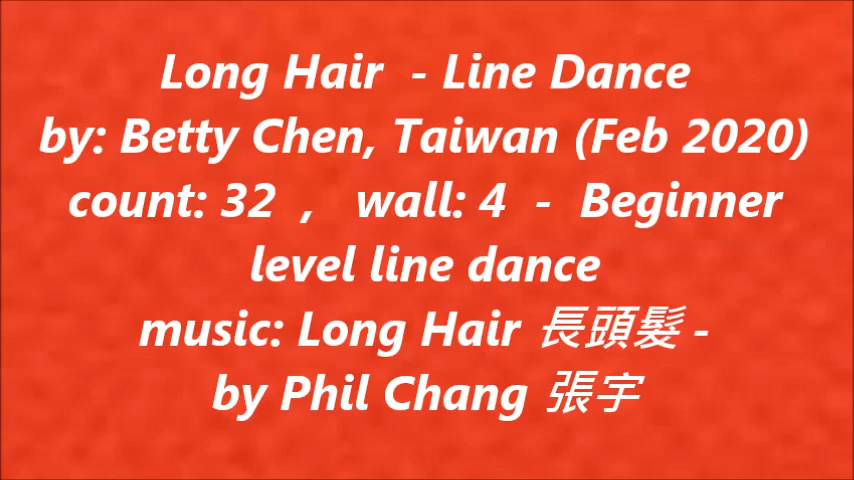 Long Hair - Line Dance
by: Betty Chen, Taiwan (Feb 2020)
count: 32 , wall: 4 - Beginner
level line dance
music: Long Hair 長頭髮 -
by Phil Chang 張宇